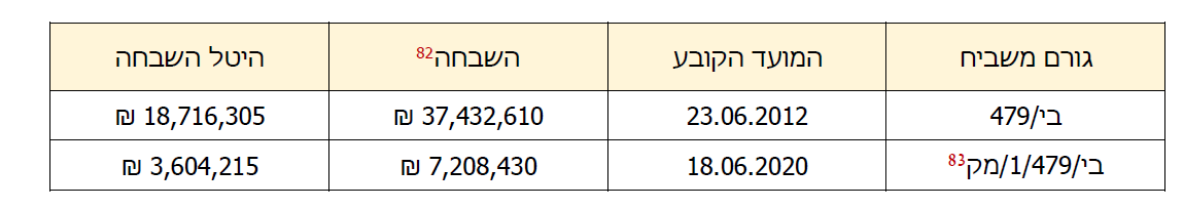 גורם משביח המועד הקובע השבחה82 היטל השבחה
בי/479 23.06.2012 37,432,610 ₪ 18,716,305 ₪
בי/1/479/מק83 18.06.2020 7,208,430 ₪ 3,604,215 ₪